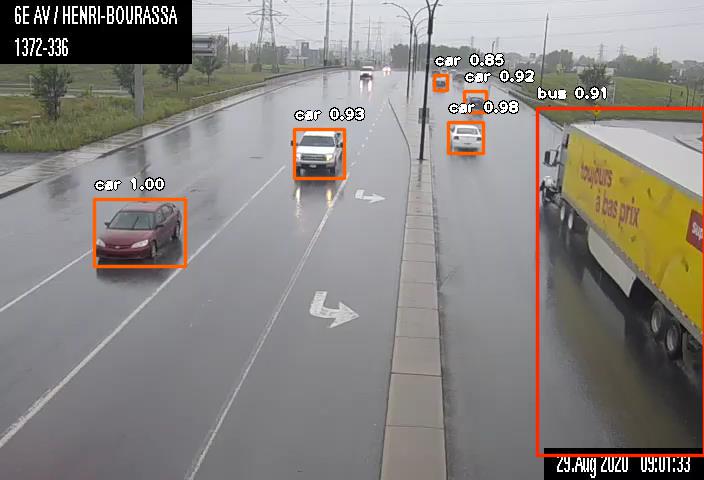 6E AV / HENRI-BOURASSA
1372-336
car 0.85
car 0.92
car 0.98
bus 0.91
car 0.93
car 1.00
toujours
à bas prix
sup
29.Aug 2020 09:01:33